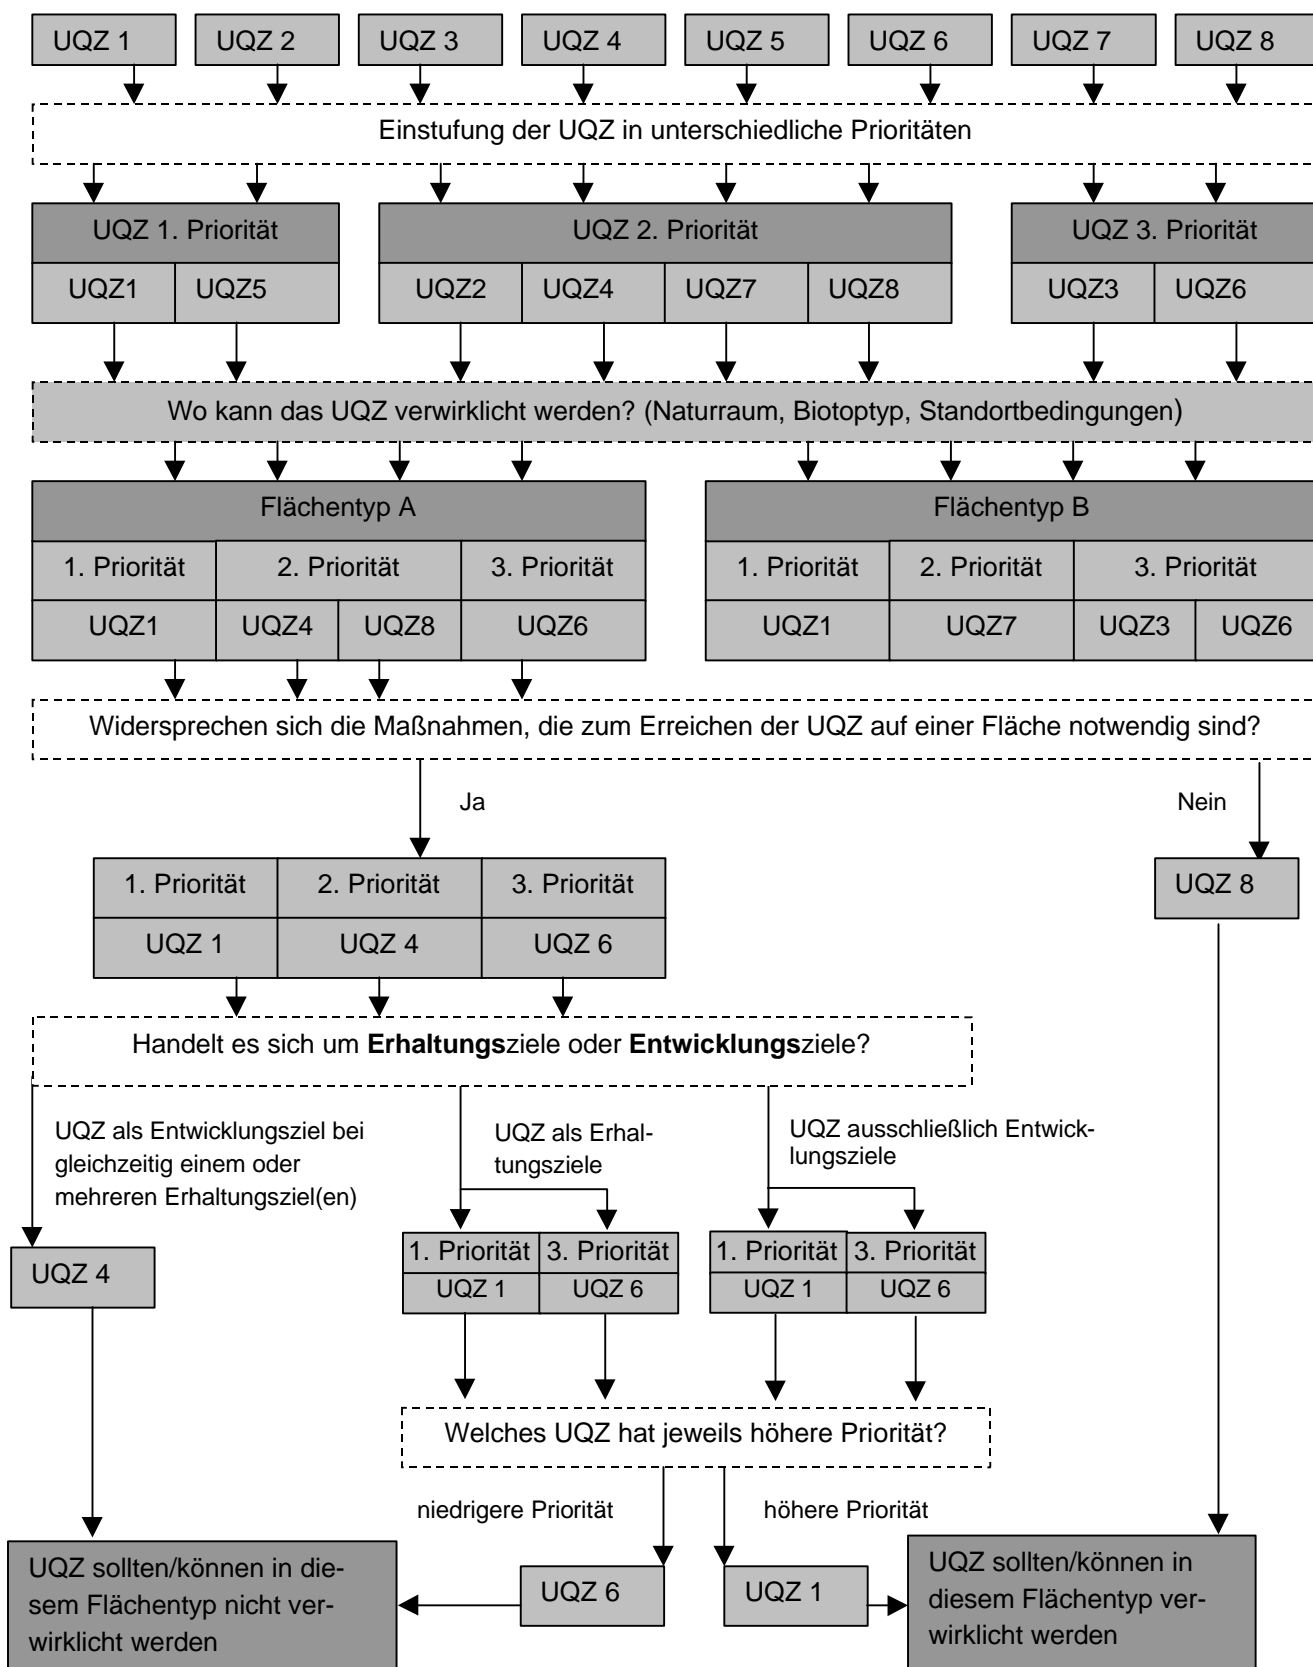 UQZ 1 UQZ 2 UQZ 3 UQZ 4 UQZ 5 UQZ 6 UQZ 7 UQZ 8
Einstufung der UQZ in unterschiedliche Prioritäten
UQZ 1. Priorität UQZ 2. Priorität UQZ 3. Priorität
UQZ1 UQZ5 UQZ2 UQZ4 UQZ7 UQZ8 UQZ3 UQZ6
Wo kann das UQZ verwirklicht werden? (Naturraum, Biotoptyp, Standortbedingungen)
Flächentyp A Flächentyp B
1. Priorität 2. Priorität 3. Priorität 1. Priorität 2. Priorität 3. Priorität
UQZ1 UQZ4 UQZ8 UQZ6 UQZ1 UQZ7 UQZ3 UQZ6
Widersprechen sich die Maßnahmen, die zum Erreichen der UQZ auf einer Fläche notwendig sind?
Ja Nein
1. Priorität 2. Priorität 3. Priorität UQZ 8
UQZ 1 UQZ 4 UQZ 6
Handelt es sich um Erhaltungsziele oder Entwicklungsziele?
UQZ als Entwicklungsziel bei
gleichzeitig einem oder
mehreren Erhaltungsziel(en)
UQZ als Erhal-
tungsziele
UQZ ausschließlich Entwick-
lungsziele
UQZ 4
1. Priorität 3. Priorität 1. Priorität 3. Priorität
UQZ 1 UQZ 6 UQZ 1 UQZ 6
Welches UQZ hat jeweils höhere Priorität?
niedrigere Priorität höhere Priorität
UQZ 6 UQZ 1
UQZ sollten/können in die-
sem Flächentyp nicht ver-
wirklicht werden
UQZ sollten/können in
diesem Flächentyp ver-
wirklicht werden